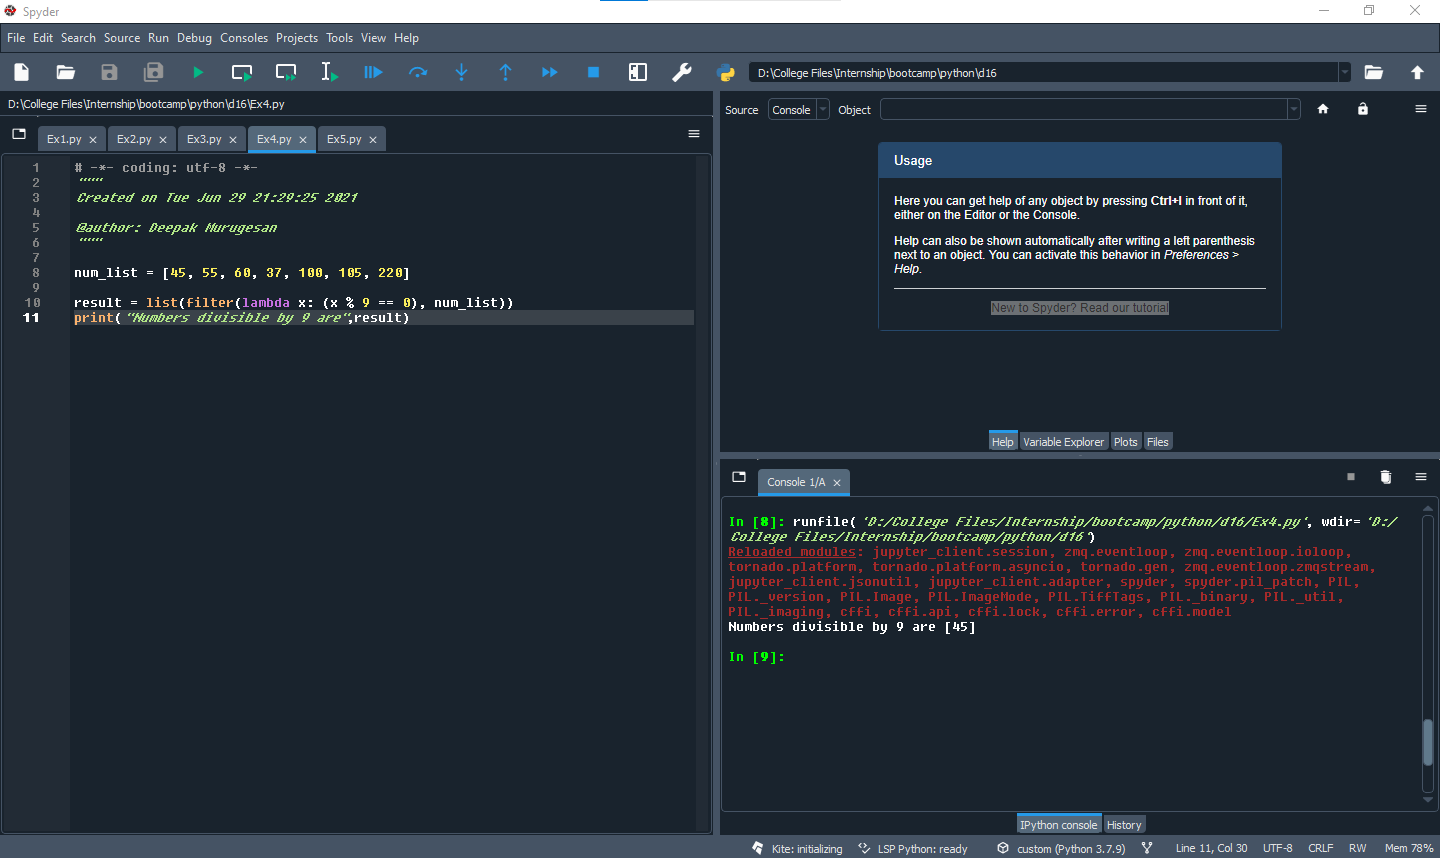 Spyder
File Edit Search Source Run Debug Consoles Projects Tools View Help
D:\College Files\Internship\bootcamp\python\d16
D:\College Files\Internship\bootcamp\python\d16\Ex4.py
Ex1.py Ex2.py Ex3.py Ex4.py Ex5.py
1 # -*- coding: utf-8 -*-
2 """
3 Created on Tue Jun 29 21:29:25 2021
4
5 @author: Deepak Murugesan
6 """
7
8 num_list = [45, 55, 60, 37, 100, 105, 220]
9
10 result = list(filter(lambda x: (x % 9 == 0), num_list))
11 print("Numbers divisible by 9 are",result)
Source Console Object
Usage
Here you can get help of any object by pressing Ctrl+I in front of it,
either on the Editor or the Console.
Help can also be shown automatically after writing a left parenthesis
next to an object. You can activate this behavior in Preferences >
Help.
New to Spyder? Read our tutorial
Help Variable Explorer Plots Files
Console 1/A
In [8]: runfile('D:/College Files/Internship/bootcamp/python/d16/Ex4.py', wdir='D:/
College Files/Internship/bootcamp/python/d16')
Reloaded modules: jupyter_client.session, zmq.eventloop, zmq.eventloop.ioloop,
tornado.platform, tornado.platform.asyncio, tornado.gen, zmq.eventloop.zmqstream,
jupyter_client.jsonutil, jupyter_client.adapter, spyder, spyder.pil_patch, PIL,
PIL._version, PIL.Image, PIL.ImageMode, PIL.TiffTags, PIL._binary, PIL._util,
PIL._imaging, cffi, cffi.api, cffi.lock, cffi.error, cffi.model
Numbers divisible by 9 are [45]
In [9]:
IPython console History
Kite: initializing LSP Python: ready custom (Python 3.7.9) Line 11, Col 30 UTF-8 CRLF RW Mem 78%